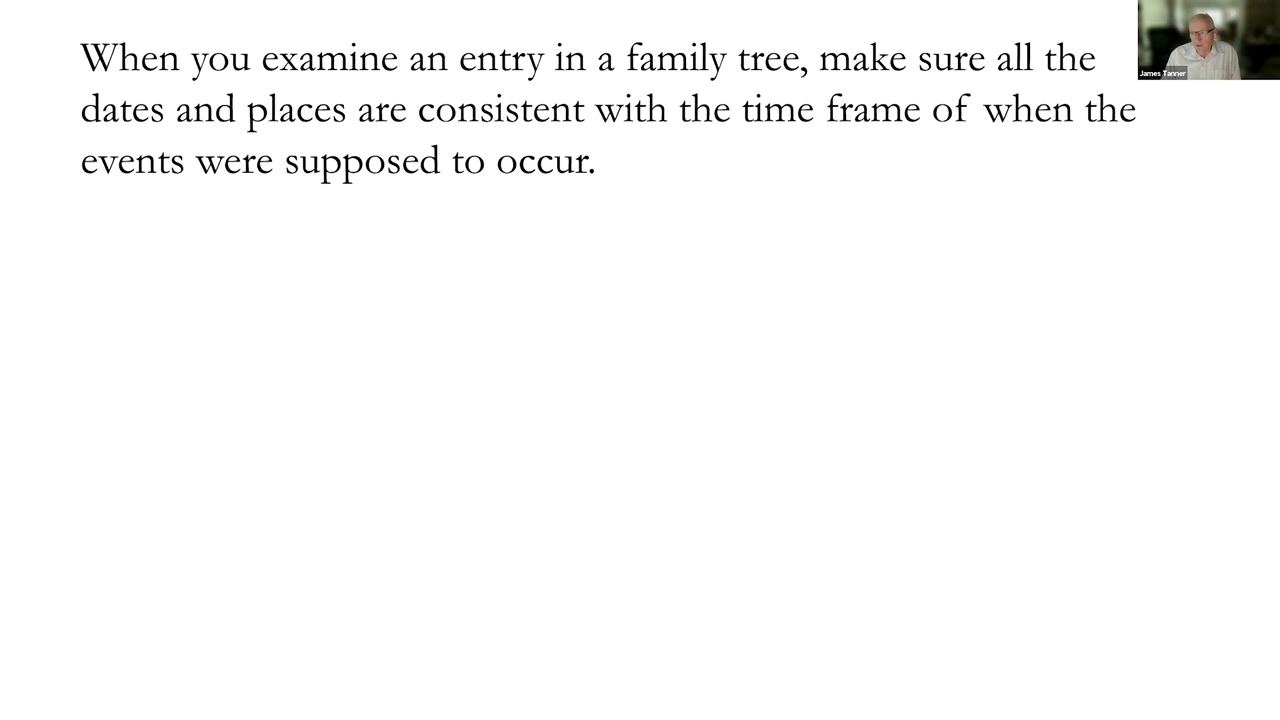 When you examine an entry in a family tree, make sure all the
dates and places are consistent with the time frame of when the
events were supposed to occur.
James Tanner